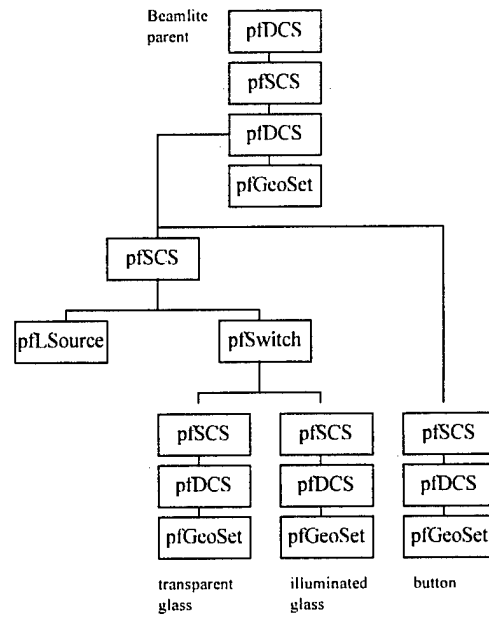 Beamlite
parent
pfDCS
pfSCS
pfDCS
pfGeoSet
pfSCS
pfLSource
pfSwitch
pfSCS
pfDCS
pfGeoSet
transparent
glass
pfSCS
pfDCS
pfGeoSet
illuminated
glass
pfSCS
pfDCS
pfGeoSet
button